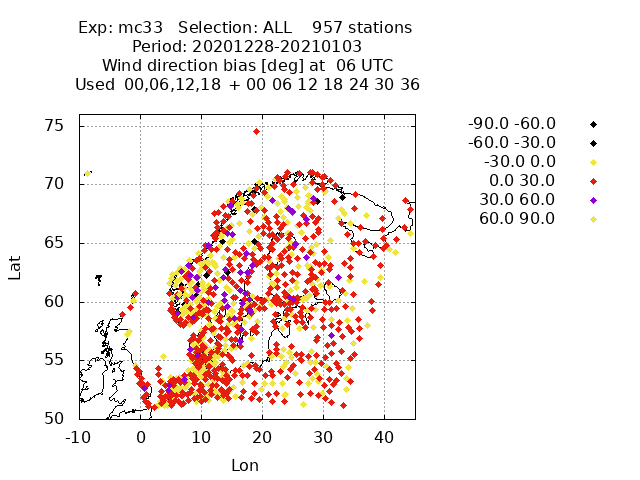 Exp: mc33   Selection: ALL    957 stations
Period: 20201228-20210103
Wind direction bias [deg] at  06 UTC
Used  00,06,12,18  + 00 06 12 18 24 30 36
-90.0 -60.0
-60.0 -30.0
-30.0 0.0
0.0 30.0
30.0 60.0
60.0 90.0
75
70
65
60
55
50
Lat
-10 0 10 20 30 40
Lon